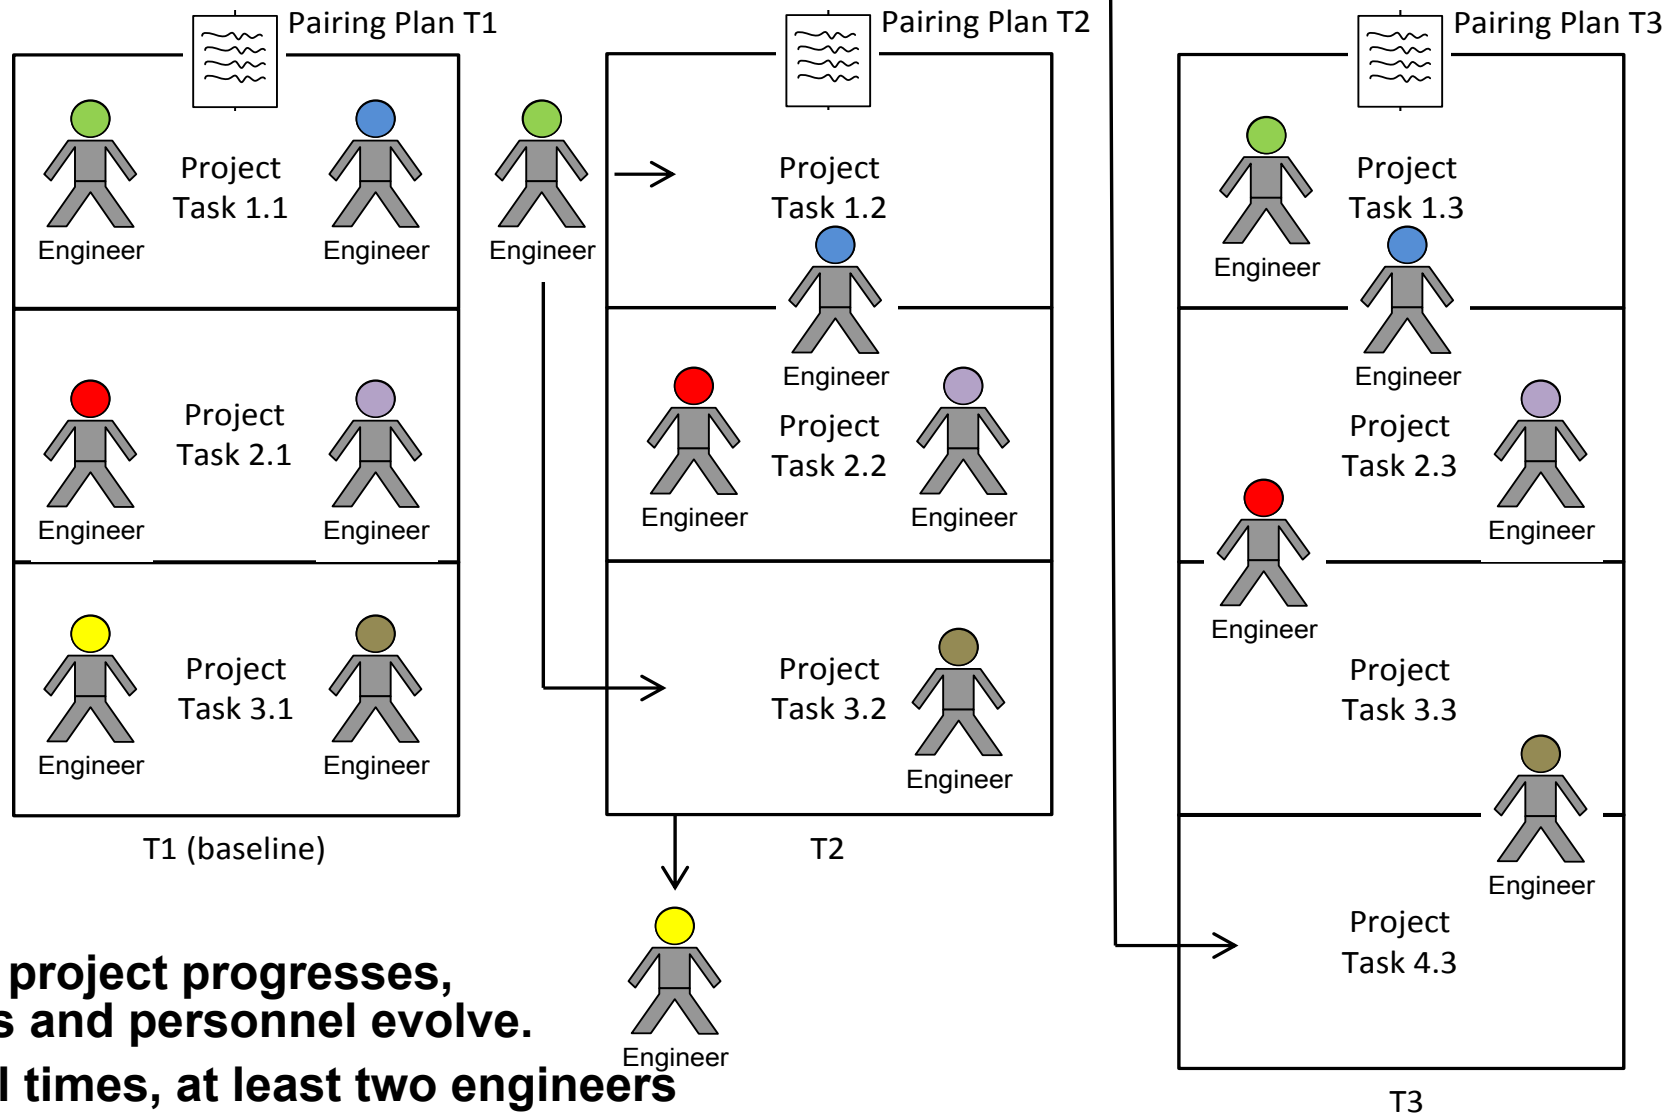 Pairing Plan T1
Project
Task 1.1
Engineer
Engineer
Project
Task 2.1
Engineer
Engineer
Project
Task 3.1
Engineer
Engineer
T1 (baseline)
Engineer
Pairing Plan T2
Project
Task 1.2
Engineer
Project
Task 2.2
Engineer
Engineer
Project
Task 3.2
Engineer
T2
Engineer
Pairing Plan T3
Project
Task 1.3
Engineer
Engineer
Project
Task 2.3
Engineer
Engineer
Project
Task 3.3
Engineer
Project
Task 4.3
T3
project progresses,
and personnel evolve.
times, at least two engineers